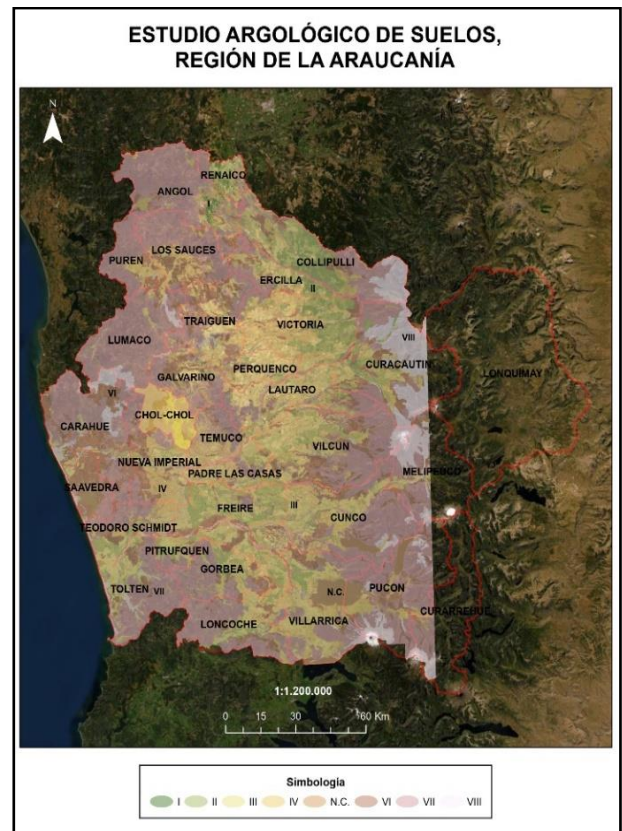 ESTUDIO ARGOLÓGICO DE SUELOS,
REGIÓN DE LA ARAUCANÍA
N
RENAICO
ANGOL
I
LOS SAUCES
PUREN
COLLIPULLI
ERCILLA
II
TRAIGUEN
VICTORIA
LUMACO
VIII
CURACAUTIN
LONQUIMAY
PERQUENCO
GALVARINO
LAUTARO
VI
CHOL-CHOL
CARAHUE
TEMUCO
VILCUN
NUEVA IMPERIAL
PADRE LAS CASAS
MELIPEUCO
SAAVEDRA
IV
FREIRE
III
CUNCO
TEODORO SCHMIDT
PITRUFQUEN
GORBEA
TOLTEN
VII
N.C.
PUCON
CURARREHUE
LONCOCHE
VILLARRICA
1:1.200.000
0 15 30 60 Km
Simbologia
I II III IV N.C. VI VII VIII